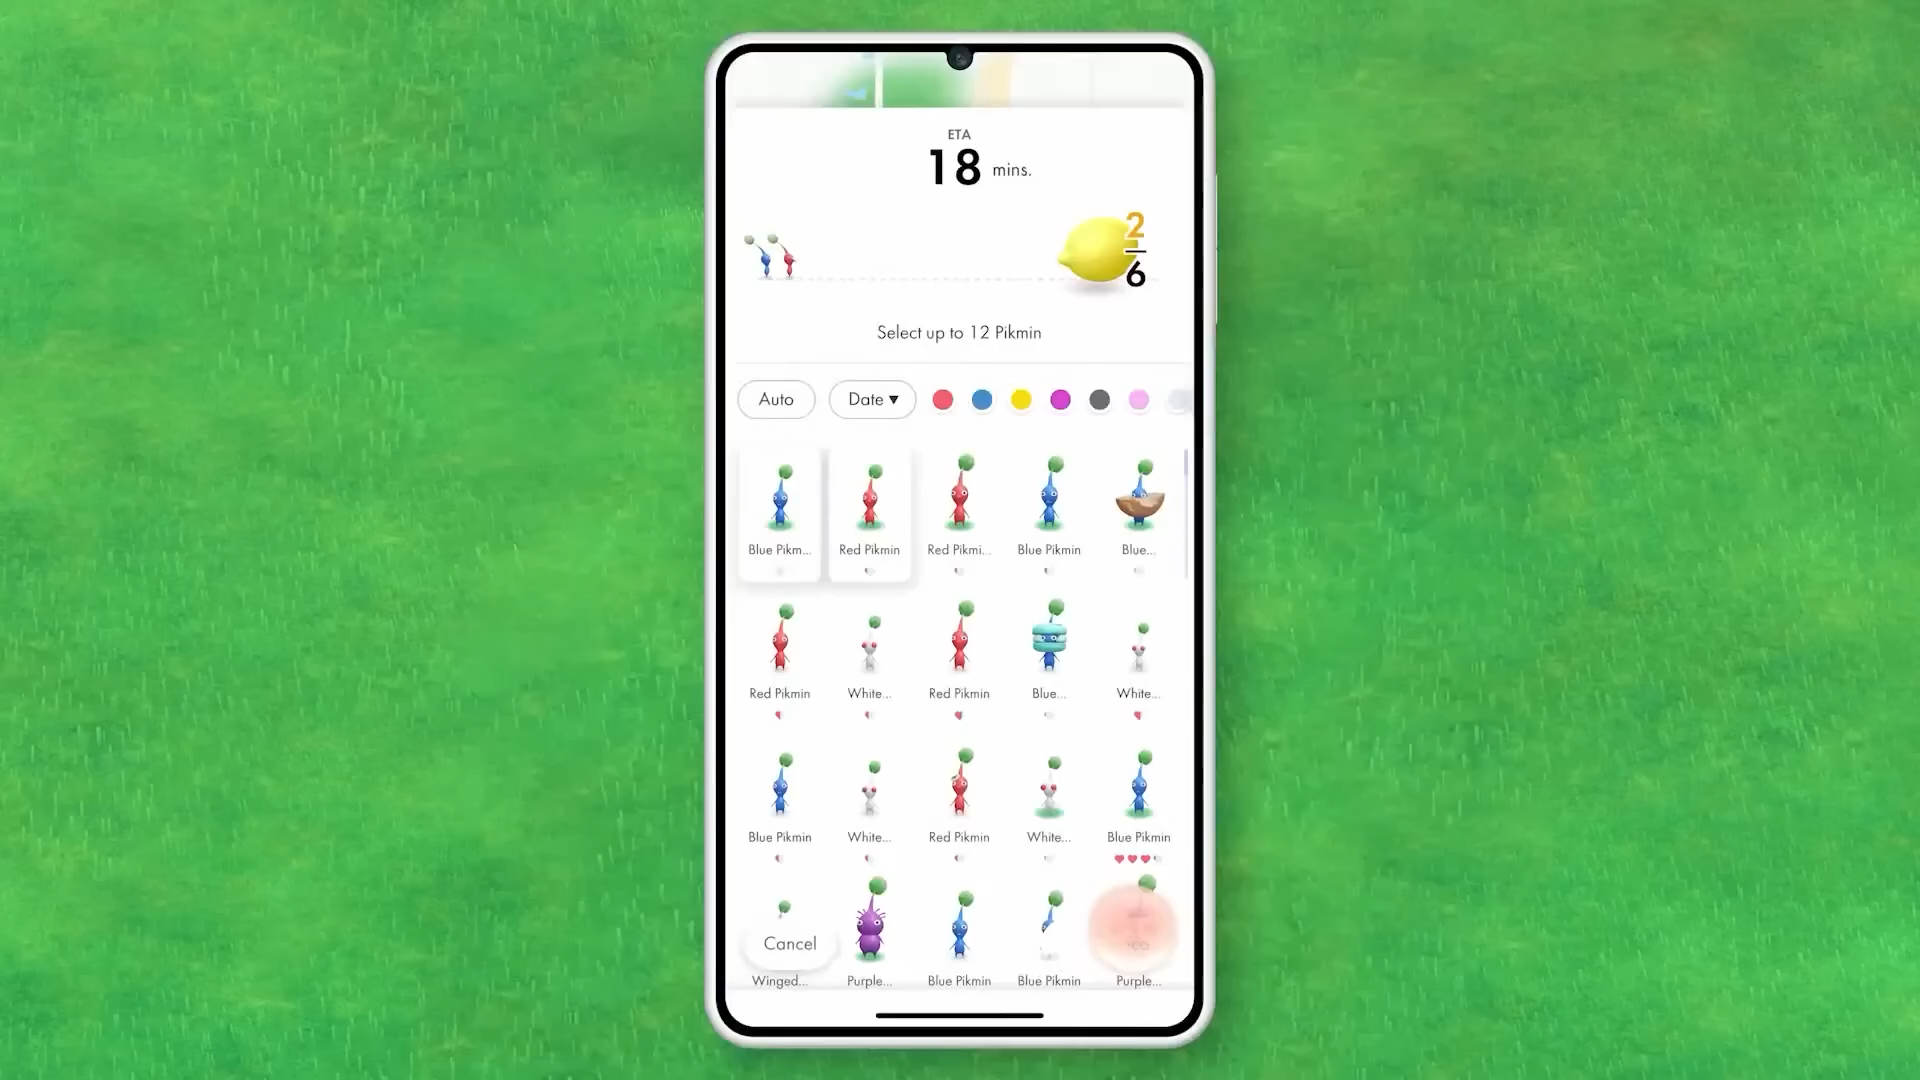 ETA
18 mins.
2
6
Select up to 12 Pikmin
Auto
Date ▼
Blue Pikm... Red Pikmin Red Pikmi... Blue Pikmin Blue...
Red Pikmin White... Red Pikmin Blue... White...
Blue Pikmin White... Red Pikmin White... Blue Pikmin
Cancel
Winged... Purple... Blue Pikmin Blue Pikmin Purple...